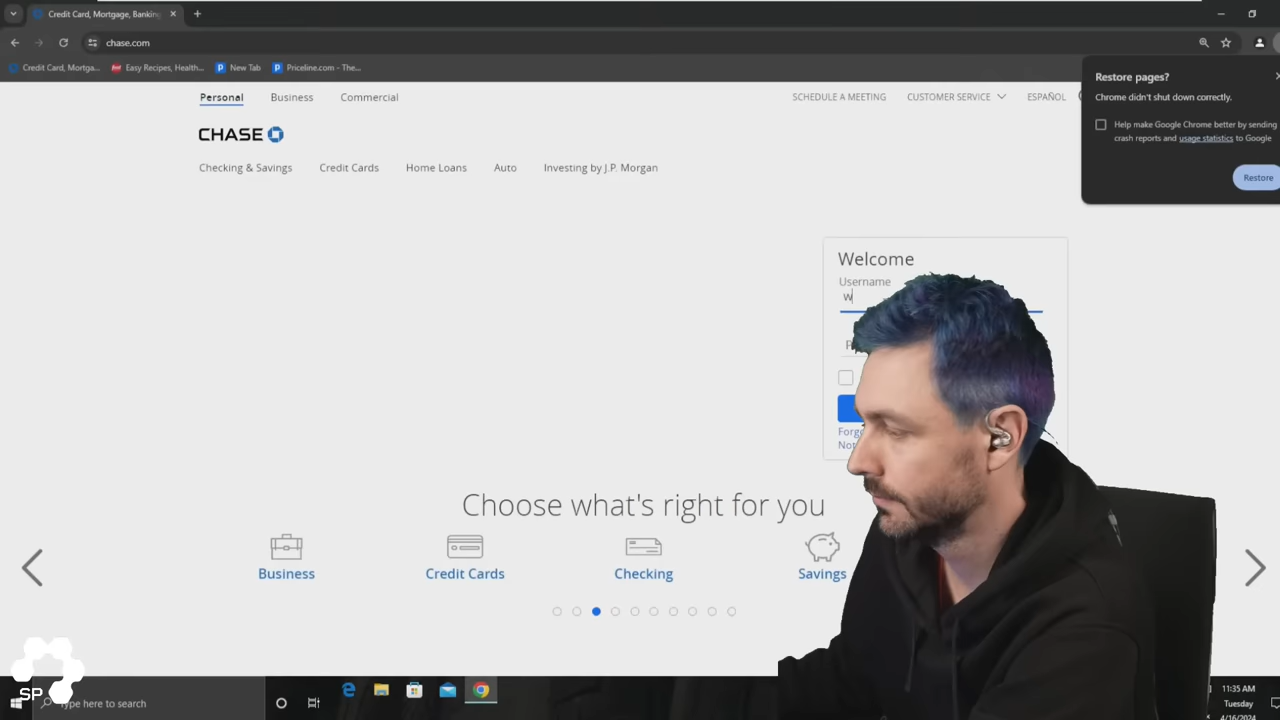 Credit Card, Mortgage, Banking
chase.com
Credit Card, Mortga...
Easy Recipes, Health...
New Tab
Priceline.com - The...
Restore pages?
Chrome didn't shut down correctly.
Help make Google Chrome better by sending
crash reports and usage statistics to Google
Restore
Personal
Business
Commercial
SCHEDULE A MEETING
CUSTOMER SERVICE
ESPAÑOL
CHASE
Checking & Savings
Credit Cards
Home Loans
Auto
Investing by J.P. Morgan
Welcome
Username
W
Choose what's right for you
Business
Credit Cards
Checking
Savings
SP
Type here to search
11:35 AM
Tuesday
4/16/2024